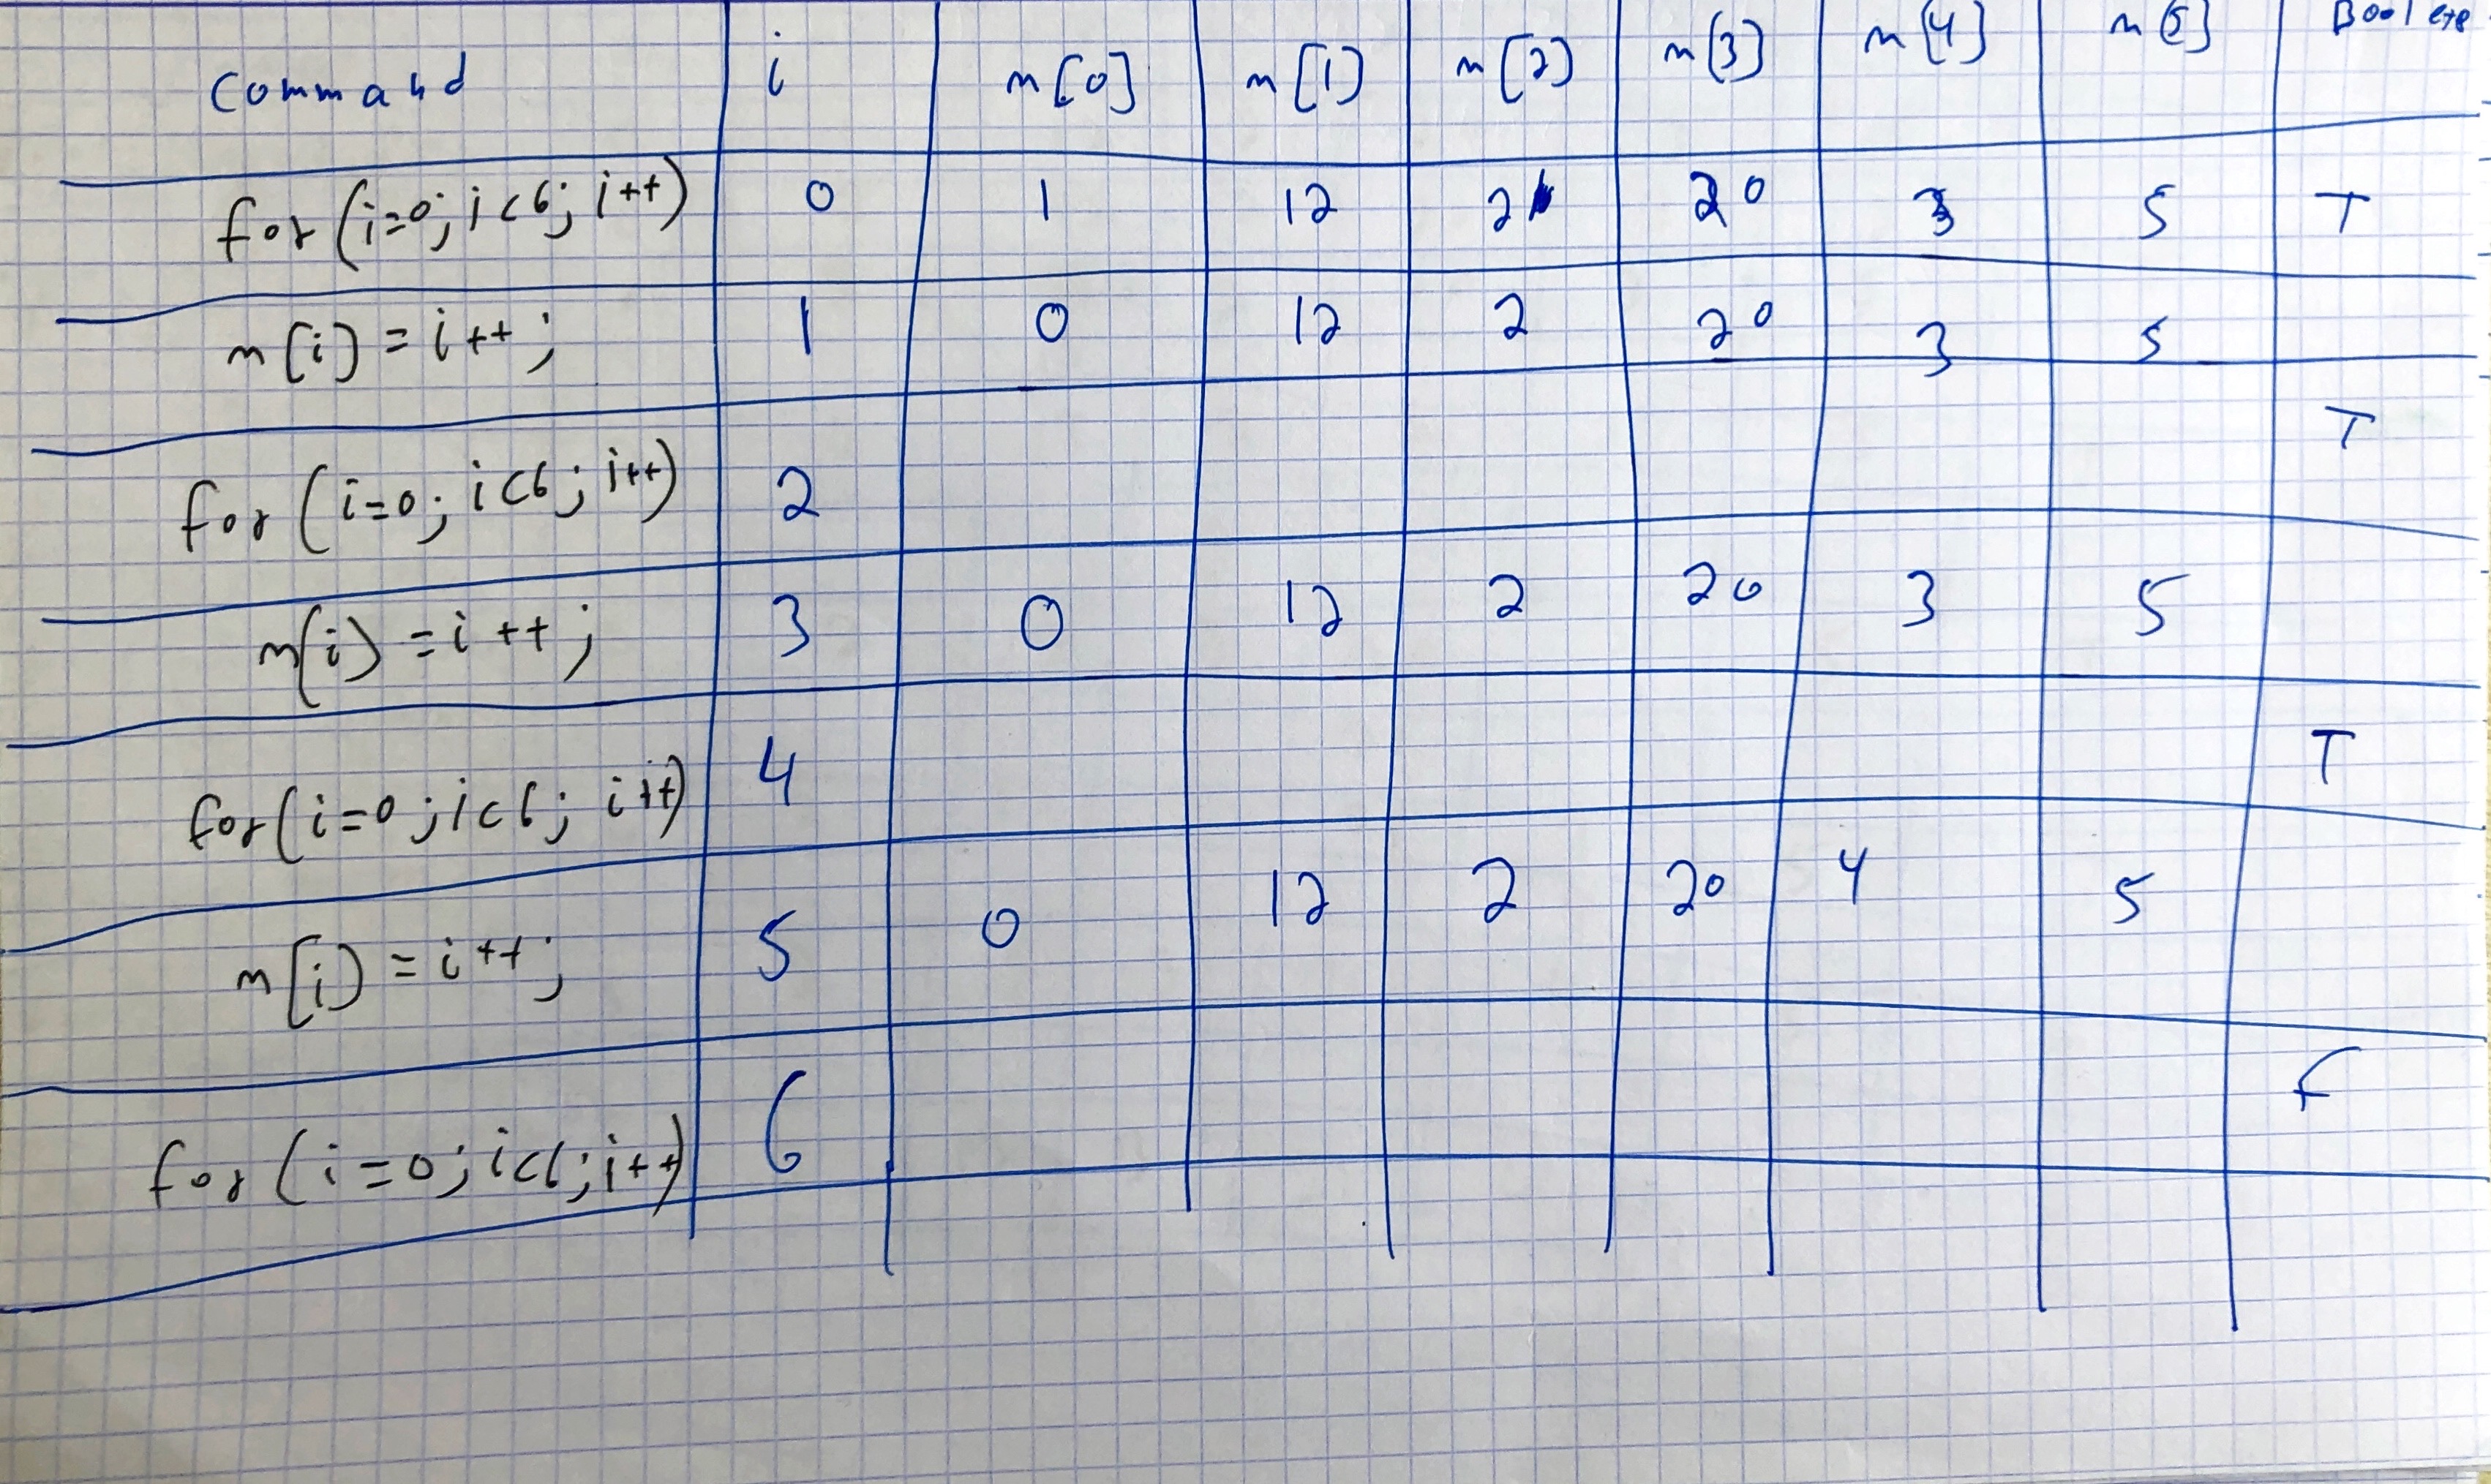 Command i n[0] n[1] n[2] n[3] n[4] n[5]
for (i=0; i<6; i++) 0 1 12 2 20 3 5 T
n[i] = i++; 1 0 12 2 20 3 5
for (i=0; i<6; i++) 2 T
n[i] = i++; 3 0 12 2 20 3 5
for (i=0; i<6; i++) 4 T
n[i] = i++; 5 0 12 2 20 4 5
for (i=0; i<6; i++) 6 F